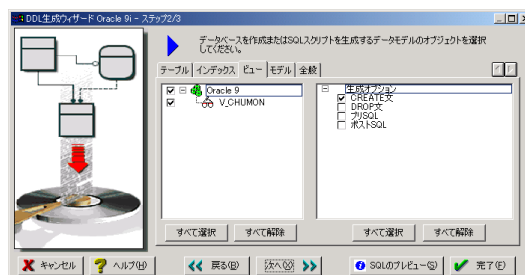 DDL生成ウィザード Oracle 9i - ステップ2/3
データベースを作成またはSQLスクリプトを生成するデータモデルのオブジェクトを選択
してください。
テーブル インデックス ビュー モデル 全般
Oracle 9
V_CHUMON
生成オプション
CREATE文
DROP文
プリSQL
ポストSQL
すべて選択 すべて解除 すべて選択 すべて解除
キャンセル ヘルプ(H) 戻る(B) 次へ(N) SQLのプレビュー(S) 完了(F)